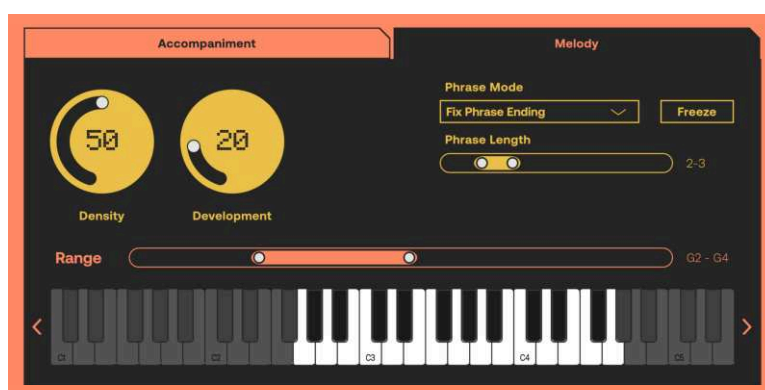 Accompaniment
Melody
Phrase Mode
Fix Phrase Ending
Freeze
50
20
Phrase Length
2-3
Density
Development
Range
G2 - G4
C1
C2
C3
C4
C5